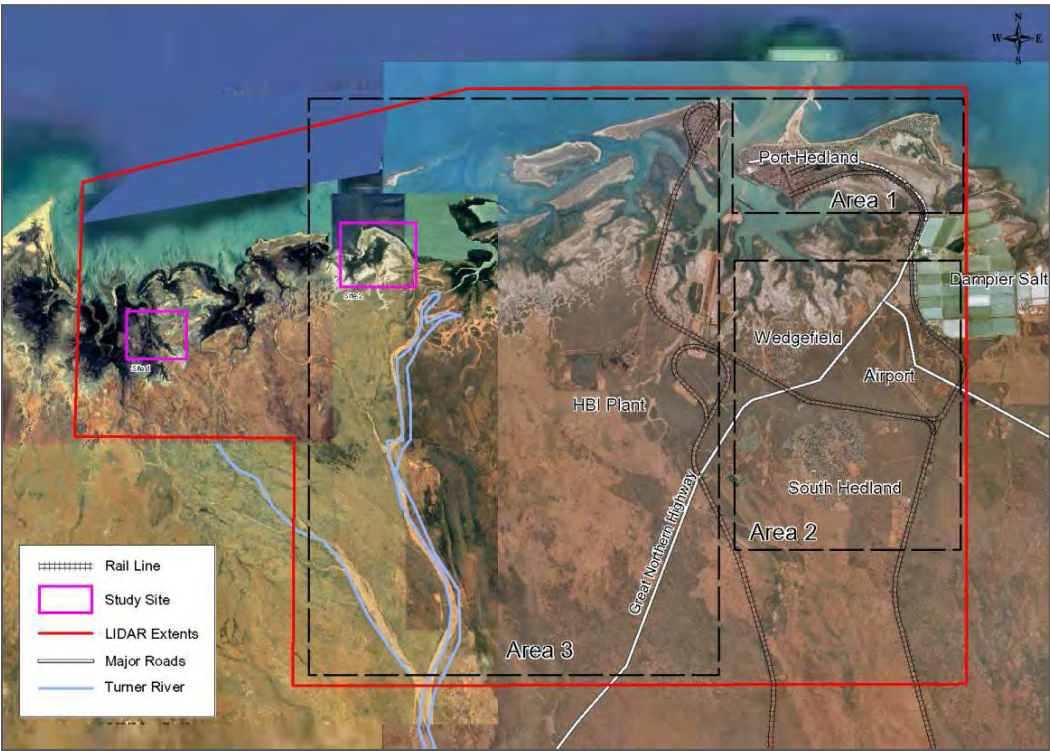 N
W E
S
Port Hedland
Area 1
Dampier Salt
Site 2
Wedgefield
Site 1
Airport
HBI Plant
South Hedland
Great Northern Highway
Area 2
Area 3
Rail Line
Study Site
LIDAR Extents
Major Roads
Turner River